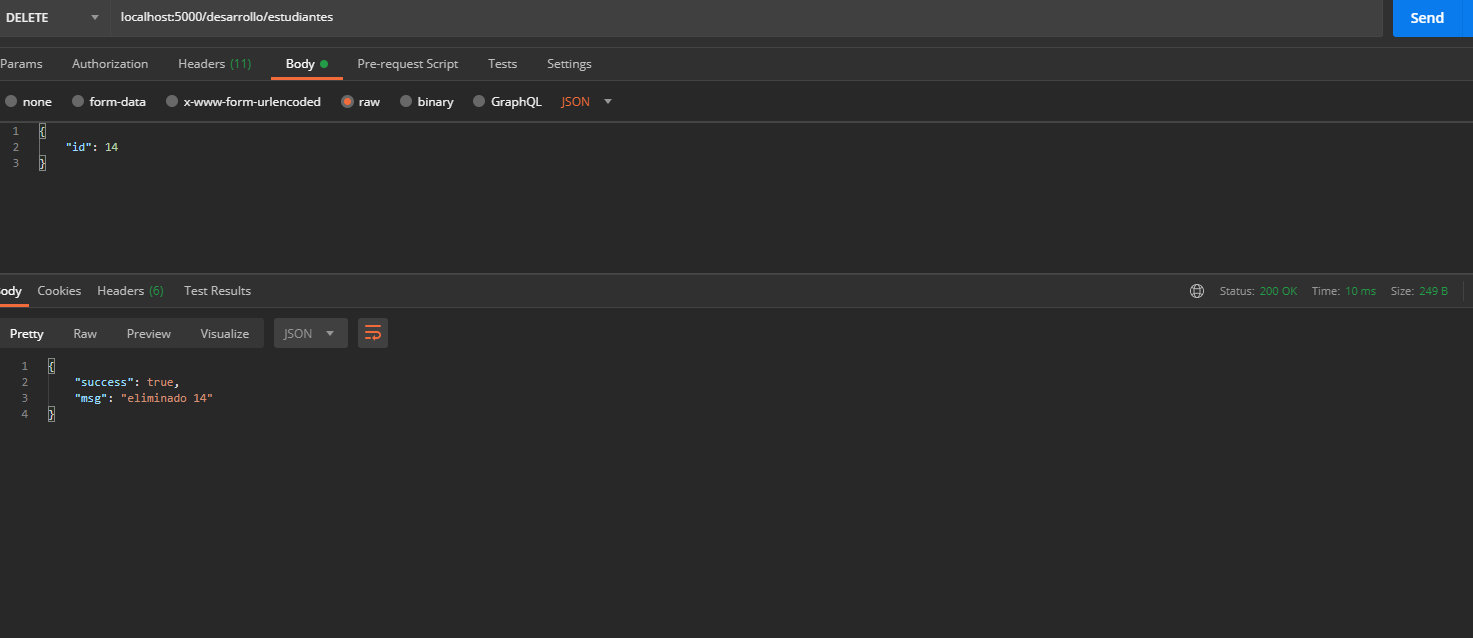 DELETE localhost:5000/desarrollo/estudiantes Send
Params Authorization Headers (11) Body Pre-request Script Tests Settings
none form-data x-www-form-urlencoded raw binary GraphQL JSON
1 {
2 "id": 14
3 }
ody Cookies Headers (6) Test Results Status: 200 OK Time: 10 ms Size: 249 B
Pretty Raw Preview Visualize JSON
1 {
2 "success": true,
3 "msg": "eliminado 14"
4 }